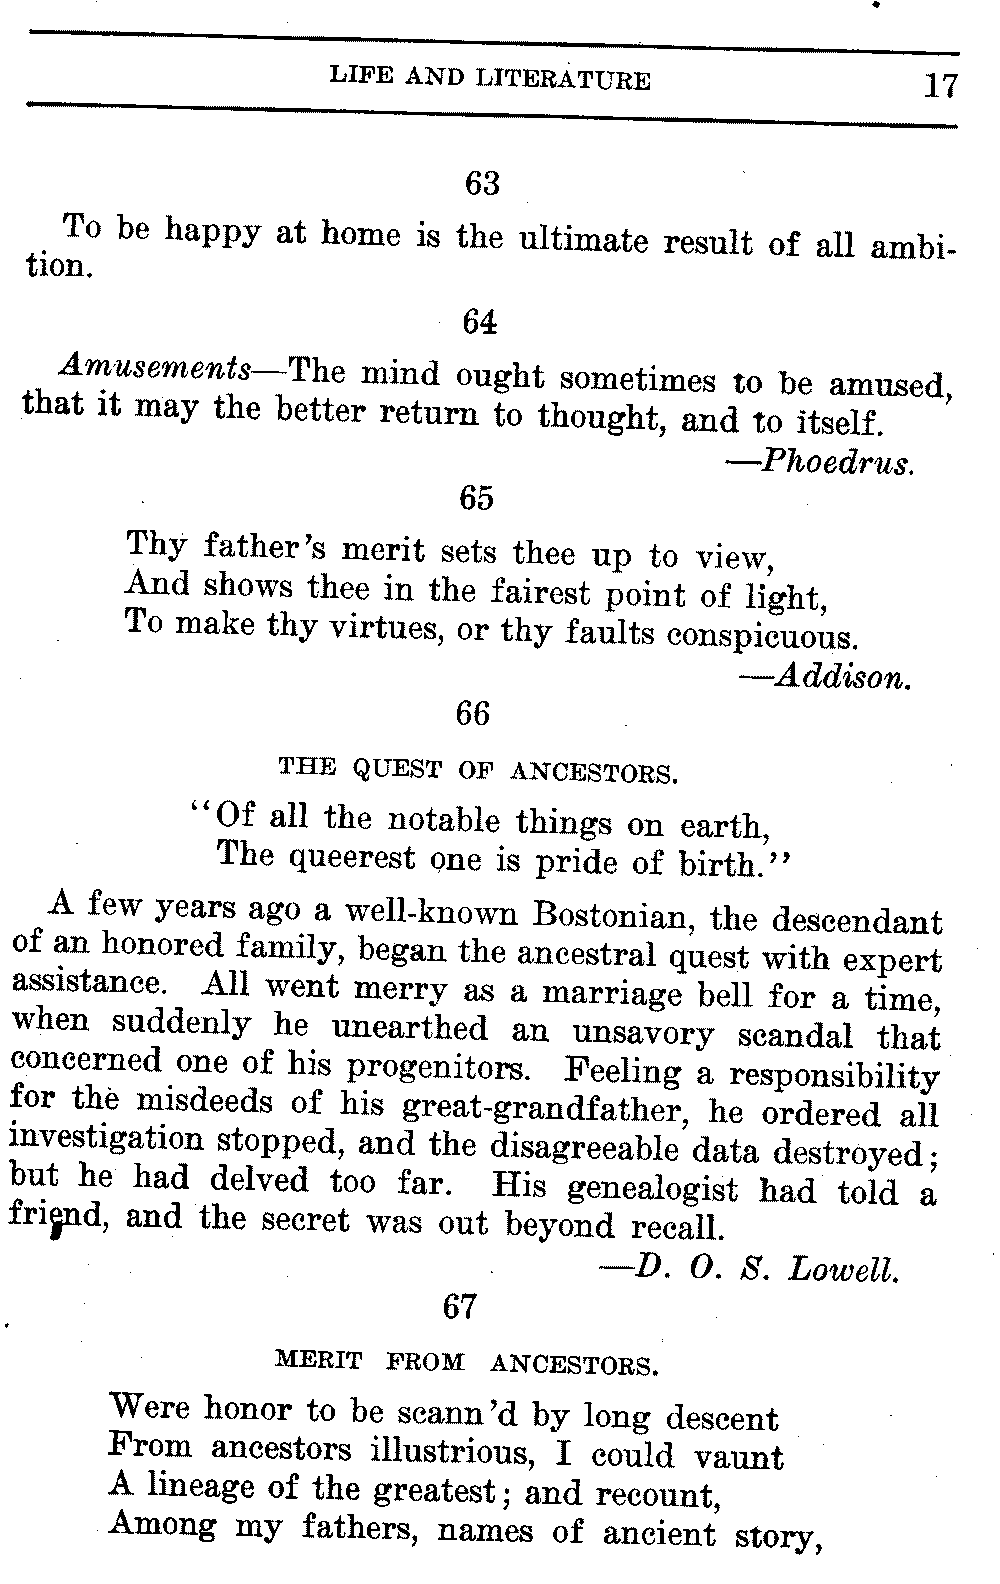 LIFE AND LITERATURE 17
63
To be happy at home is the ultimate result of all ambi-
tion.
64
Amusements—The mind ought sometimes to be amused,
that it may the better return to thought, and to itself.
—Phoedrus.
65
Thy father's merit sets thee up to view,
And shows thee in the fairest point of light,
To make thy virtues, or thy faults conspicuous.
—Addison.
66
THE QUEST OF ANCESTORS.
"Of all the notable things on earth,
The queerest one is pride of birth."
A few years ago a well-known Bostonian, the descendant
of an honored family, began the ancestral quest with expert
assistance. All went merry as a marriage bell for a time,
when suddenly he unearthed an unsavory scandal that
concerned one of his progenitors. Feeling a responsibility
for the misdeeds of his great-grandfather, he ordered all
investigation stopped, and the disagreeable data destroyed;
but he had delved too far. His genealogist had told a
friend, and the secret was out beyond recall.
—D. O. S. Lowell.
67
MERIT FROM ANCESTORS.
Were honor to be scann'd by long descent
From ancestors illustrious, I could vaunt
A lineage of the greatest; and recount,
Among my fathers, names of ancient story,